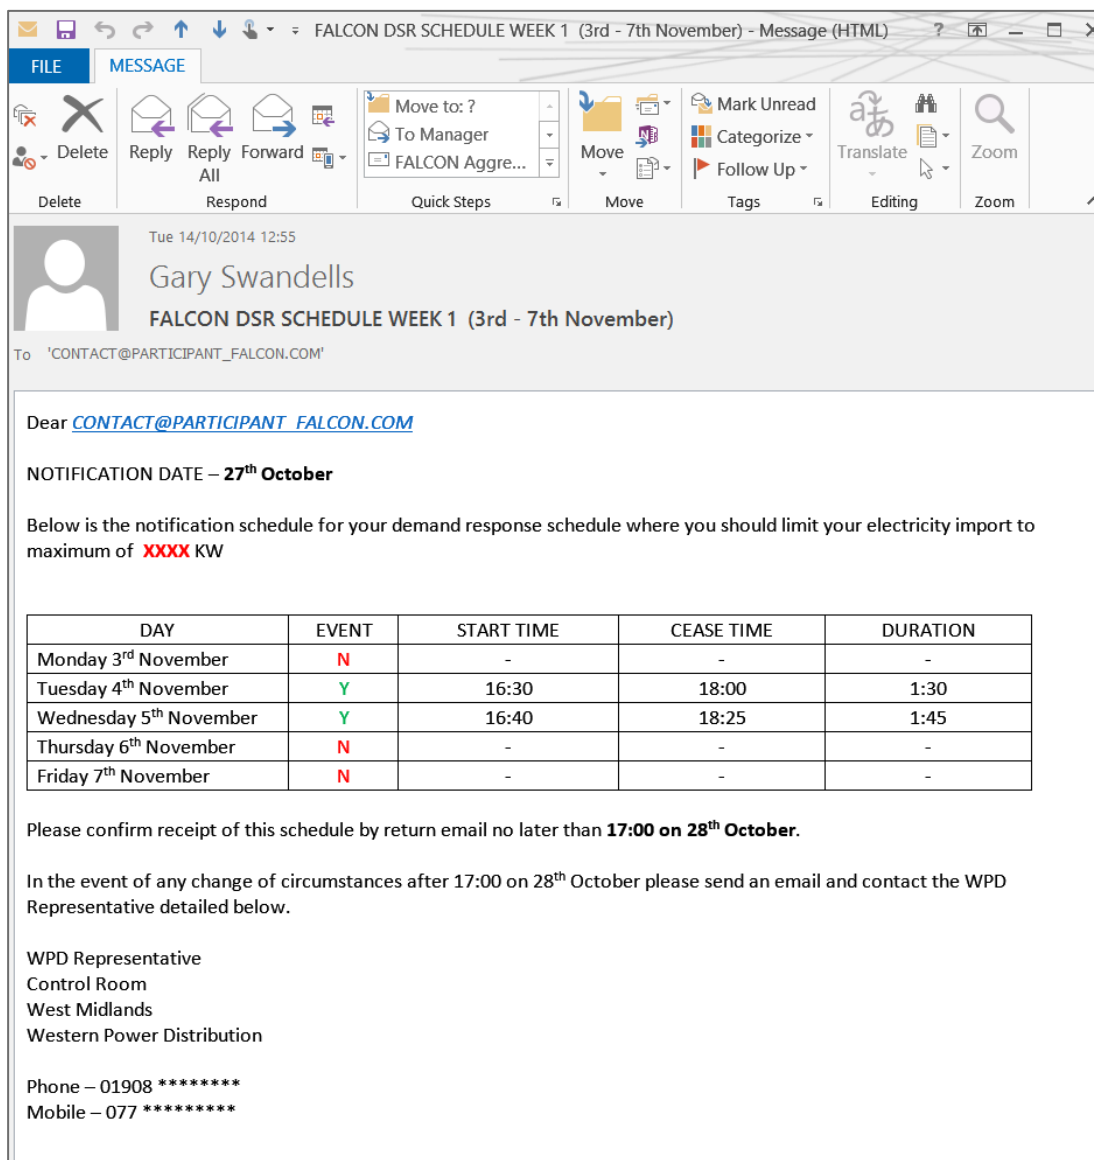 FALCON DSR SCHEDULE WEEK 1 (3rd - 7th November) - Message (HTML) ?
FILE MESSAGE
Delete
Reply
Reply All
Forward
Move to: ?
To Manager
FALCON Aggre...
Move
Mark Unread
Categorize
Follow Up
Translate
Zoom
Delete Respond Quick Steps Move Tags Editing Zoom
Tue 14/10/2014 12:55
Gary Swandells
FALCON DSR SCHEDULE WEEK 1 (3rd - 7th November)
To 'CONTACT@PARTICIPANT_FALCON.COM'
Dear CONTACT@PARTICIPANT_FALCON.COM
NOTIFICATION DATE – 27th October
Below is the notification schedule for your demand response schedule where you should limit your electricity import to
maximum of XXXX KW
DAY EVENT START TIME CEASE TIME DURATION
Monday 3rd November N - - -
Tuesday 4th November Y 16:30 18:00 1:30
Wednesday 5th November Y 16:40 18:25 1:45
Thursday 6th November N - - -
Friday 7th November N - - -
Please confirm receipt of this schedule by return email no later than 17:00 on 28th October.
In the event of any change of circumstances after 17:00 on 28th October please send an email and contact the WPD
Representative detailed below.
WPD Representative
Control Room
West Midlands
Western Power Distribution
Phone – 01908 ********
Mobile – 077 *********